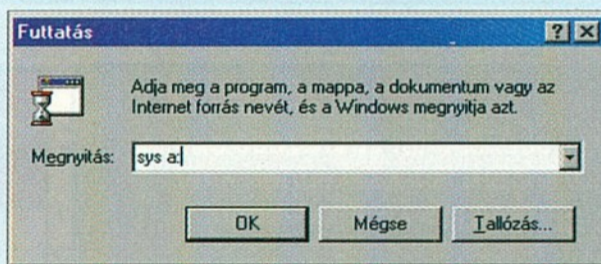 Futtatás
Adja meg a program, a mappa, a dokumentum vagy az
Internet forrás nevét, és a Windows megnyitja azt.
Megnyitás: sys a:
OK Mégse Tallózás...